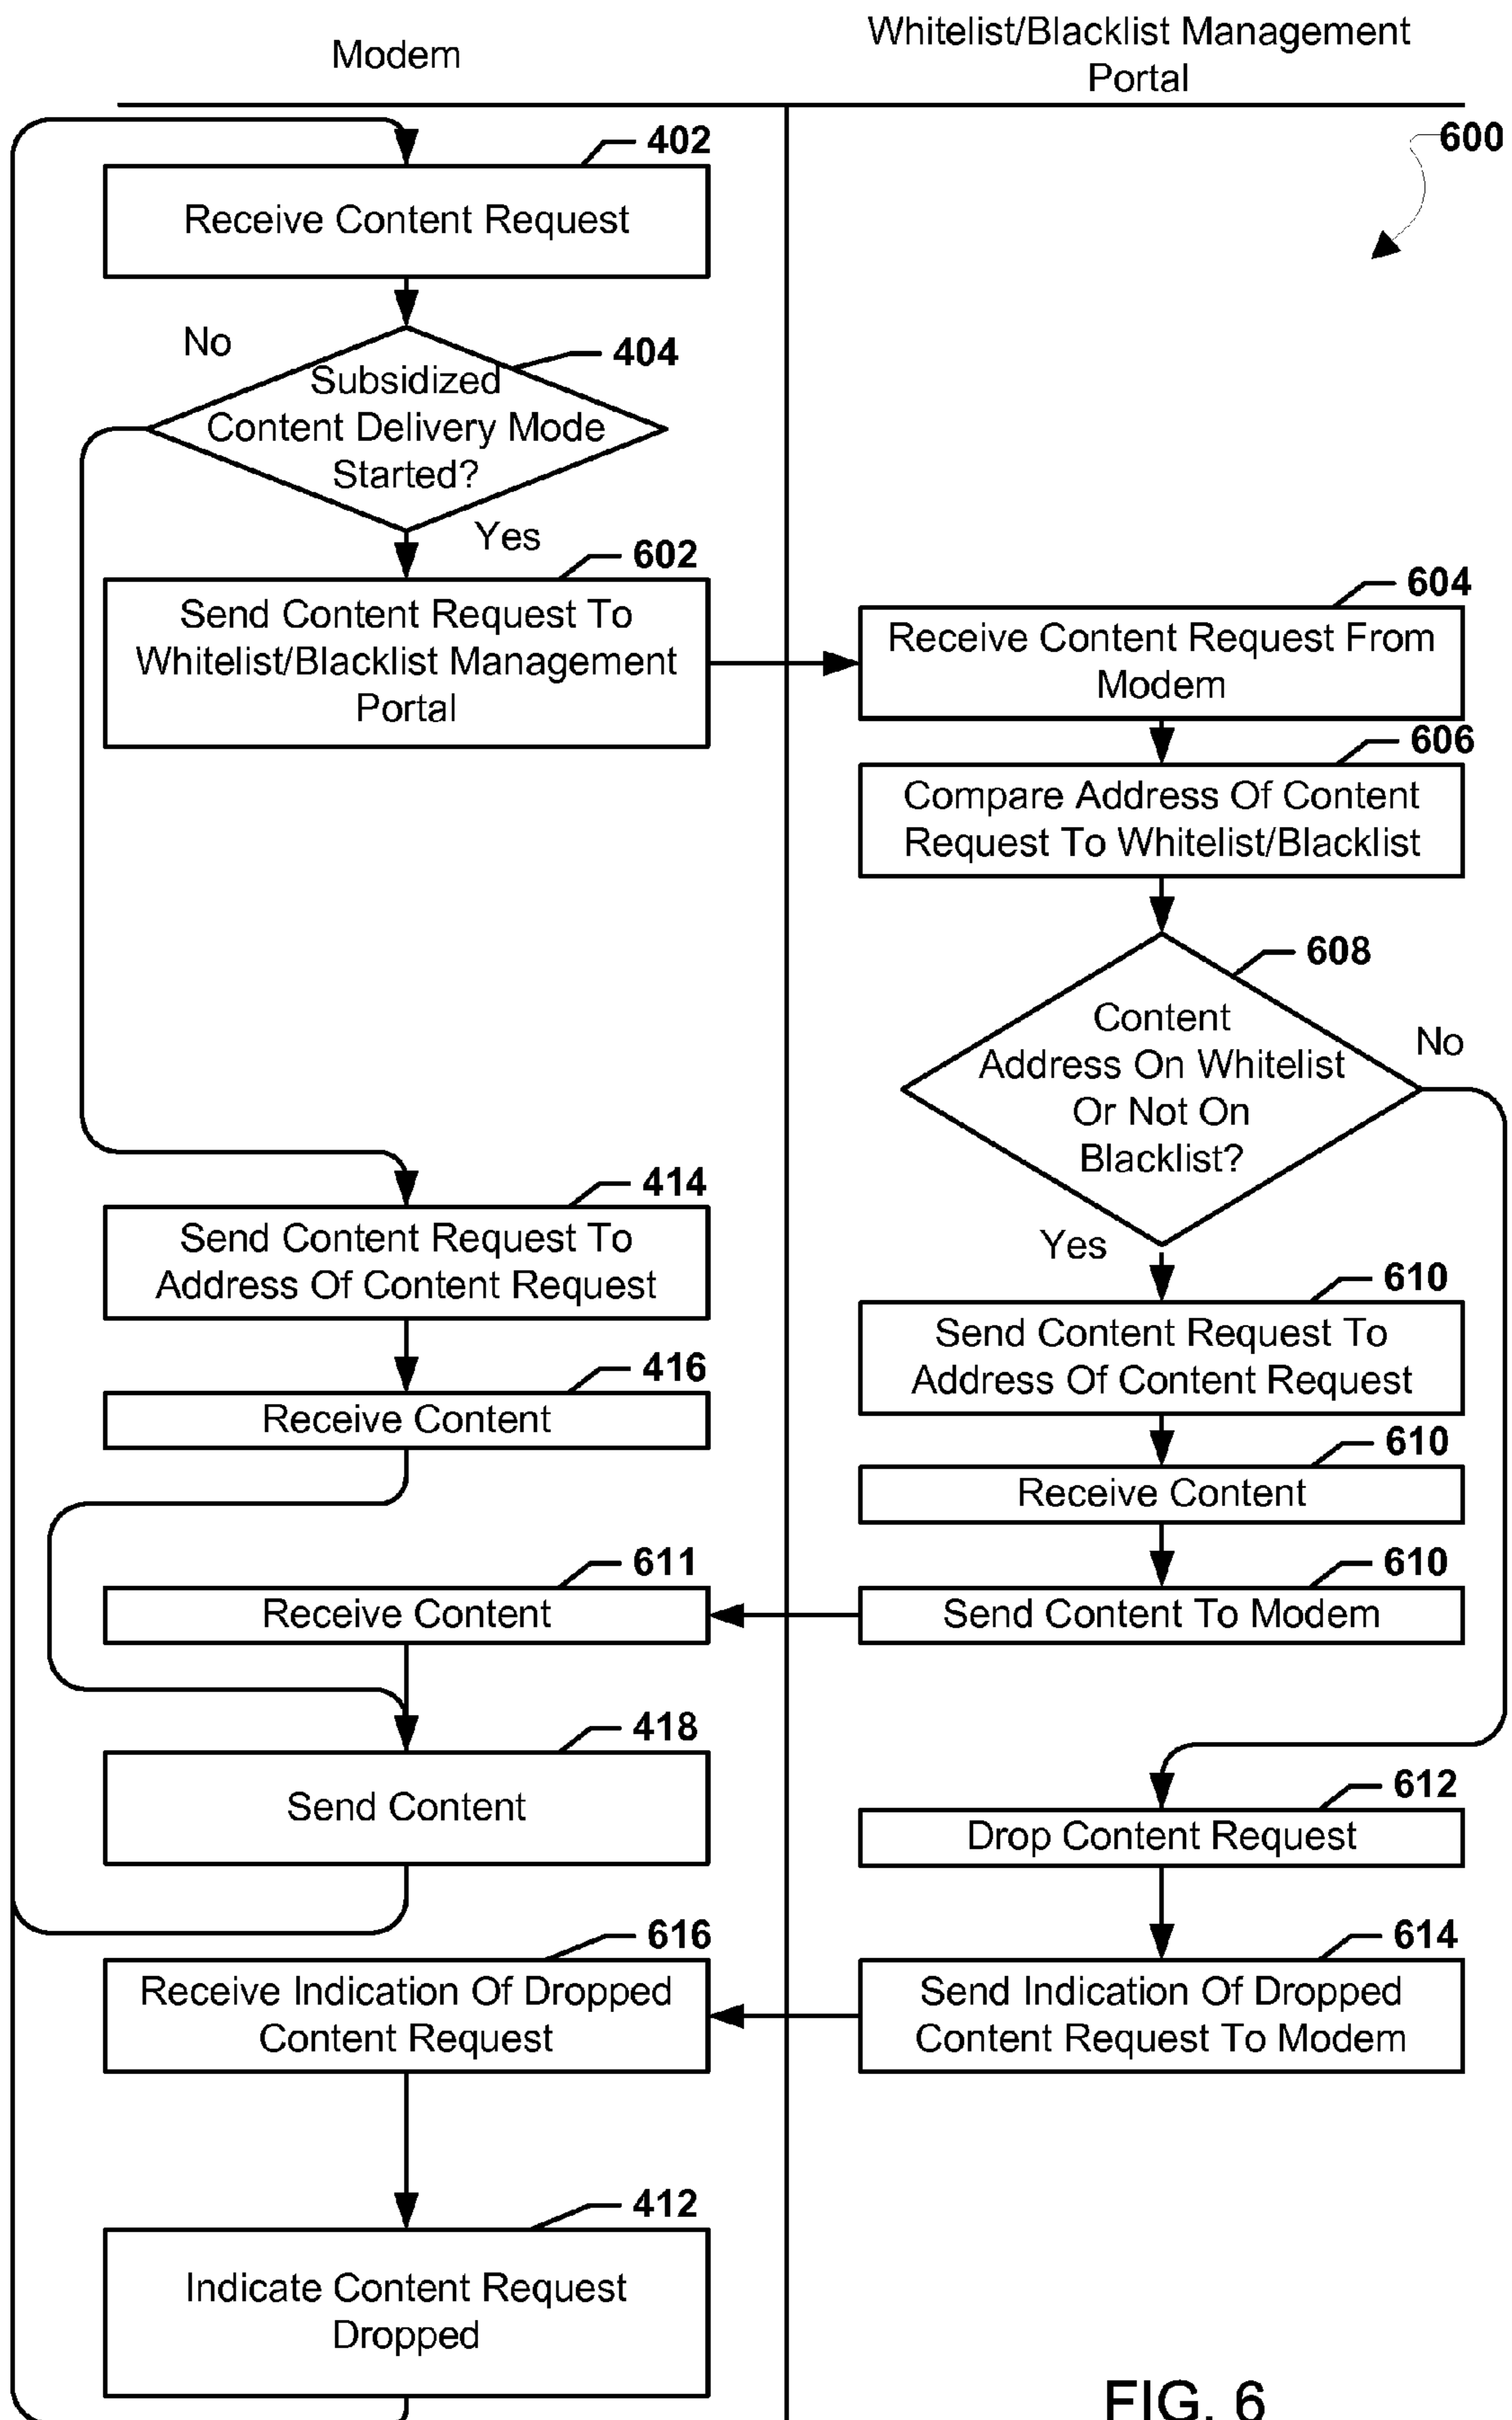 Modem
Whitelist/Blacklist Management
Portal
600
402
Receive Content Request
No
404
Subsidized
Content Delivery Mode
Started?
Yes
602
Send Content Request To
Whitelist/Blacklist Management
Portal
604
Receive Content Request From
Modem
606
Compare Address Of Content
Request To Whitelist/Blacklist
608
Content
Address On Whitelist
Or Not On
Blacklist?
No
Yes
414
Send Content Request To
Address Of Content Request
610
Send Content Request To
Address Of Content Request
416
Receive Content
610
Receive Content
611
Receive Content
610
Send Content To Modem
418
Send Content
612
Drop Content Request
616
Receive Indication Of Dropped
Content Request
614
Send Indication Of Dropped
Content Request To Modem
412
Indicate Content Request
Dropped
FIG. 6